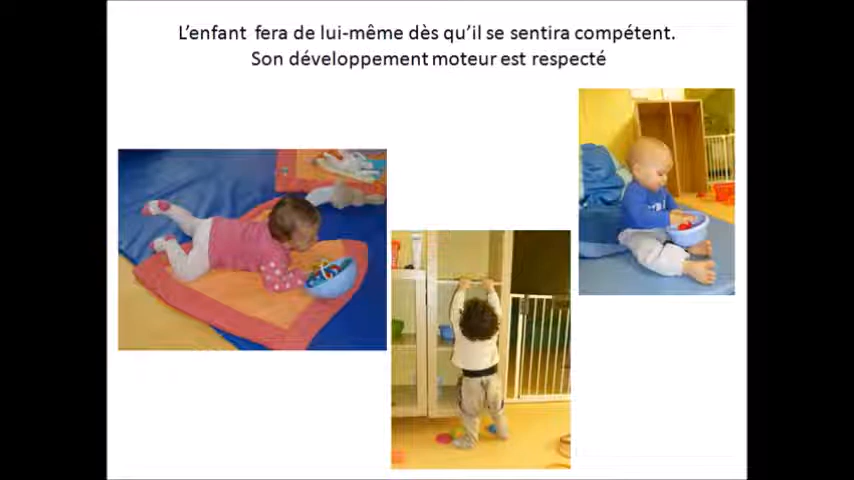 L'enfant fera de lui-même dès qu'il se sentira compétent.
Son développement moteur est respecté